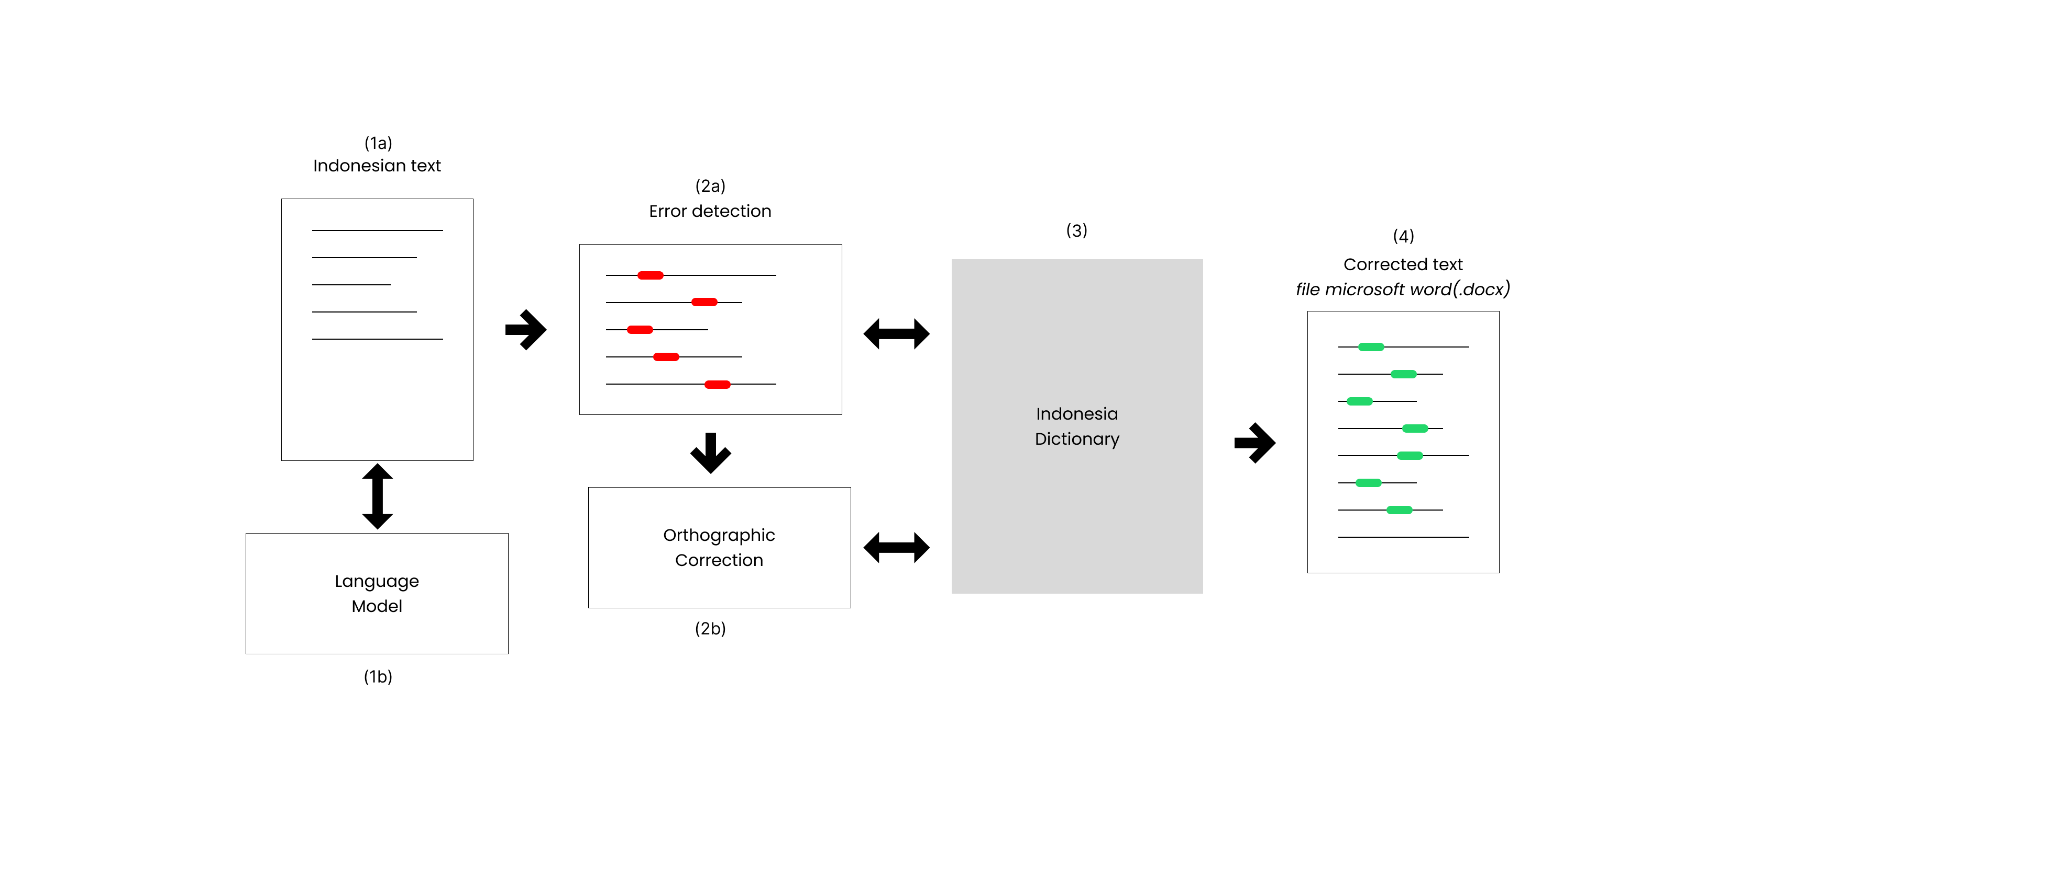 (1a)
Indonesian text
Language
Model
(1b)
(2a)
Error detection
Orthographic
Correction
(2b)
(3)
Indonesia
Dictionary
(4)
Corrected text
file microsoft word(.docx)